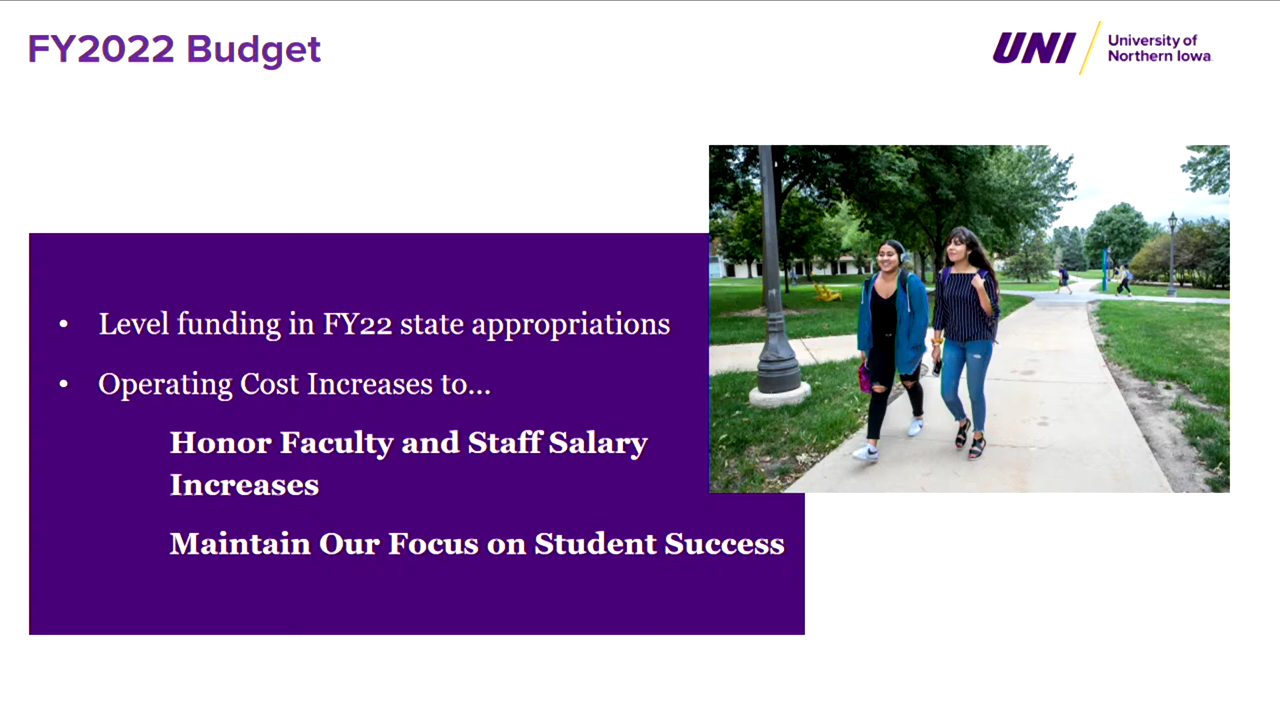 FY2022 Budget
UNI
University of
Northern Iowa
• Level funding in FY22 state appropriations
• Operating Cost Increases to...
Honor Faculty and Staff Salary
Increases
Maintain Our Focus on Student Success